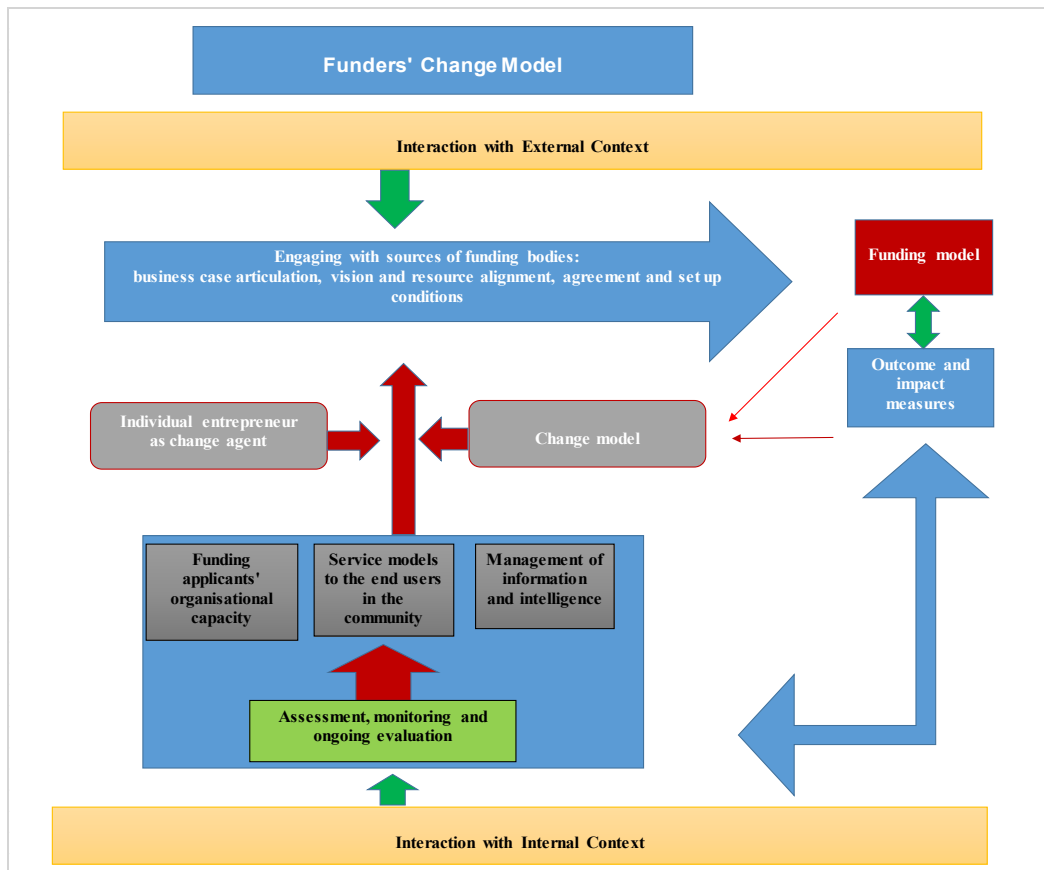 Funders' Change Model
Interaction with External Context
Engaging with sources of funding bodies:
business case articulation, vision and resource alignment, agreement and set up
conditions
Funding model
Outcome and
impact
measures
Individual entrepreneur
as change agent
Change model
Funding
applicants'
organisational
capacity
Service models
to the end users
in the
community
Management of
information
and intelligence
Assessment, monitoring and
ongoing evaluation
Interaction with Internal Context